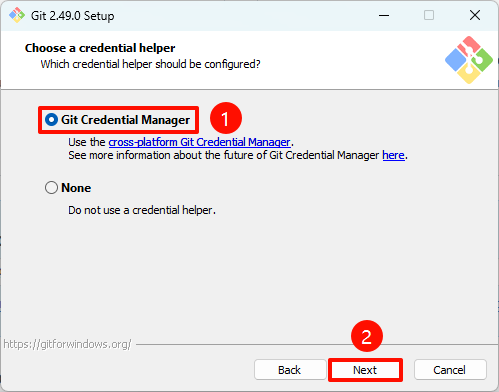 Git 2.49.0 Setup
Choose a credential helper
Which credential helper should be configured?
Git Credential Manager
1
Use the cross-platform Git Credential Manager.
See more information about the future of Git Credential Manager here.
None
Do not use a credential helper.
2
https://gitforwindows.org/
Back
Next
Cancel